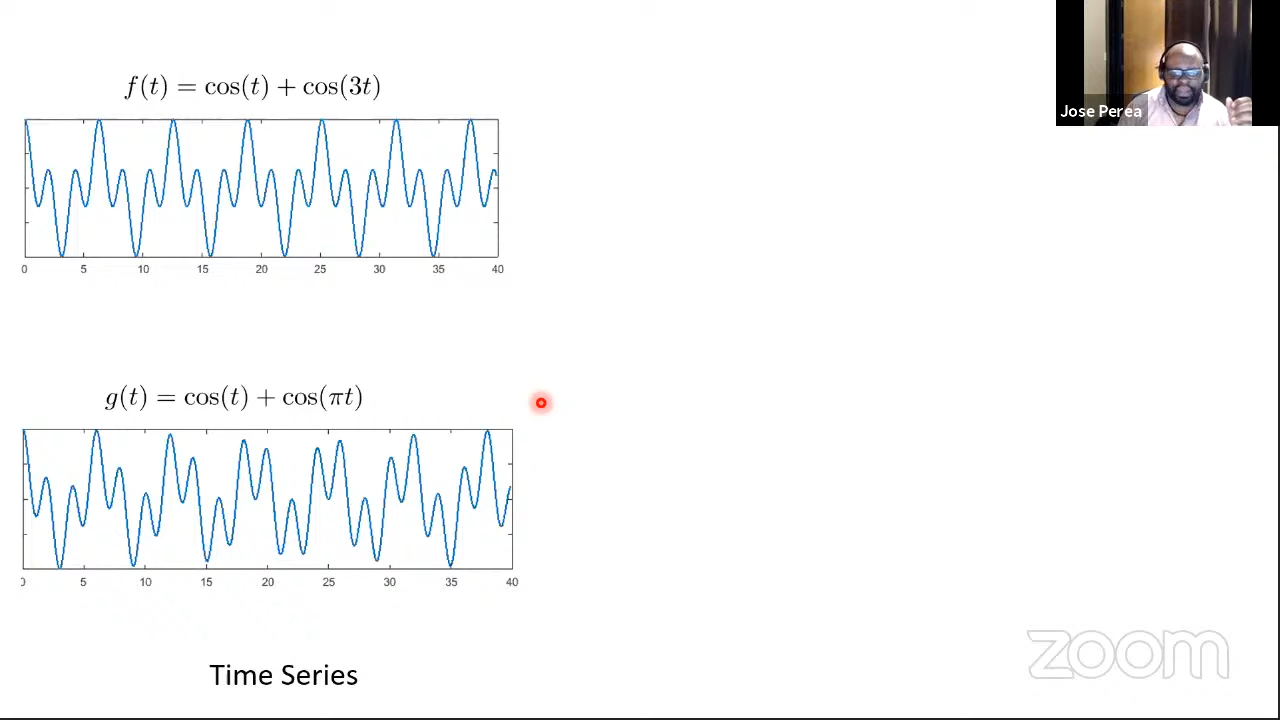 f(t) = cos(t) + cos(3t)
0 5 10 15 20 25 30 35 40
g(t) = cos(t) + cos(πt)
0 5 10 15 20 25 30 35 40
Time Series
Jose Perea
zoom